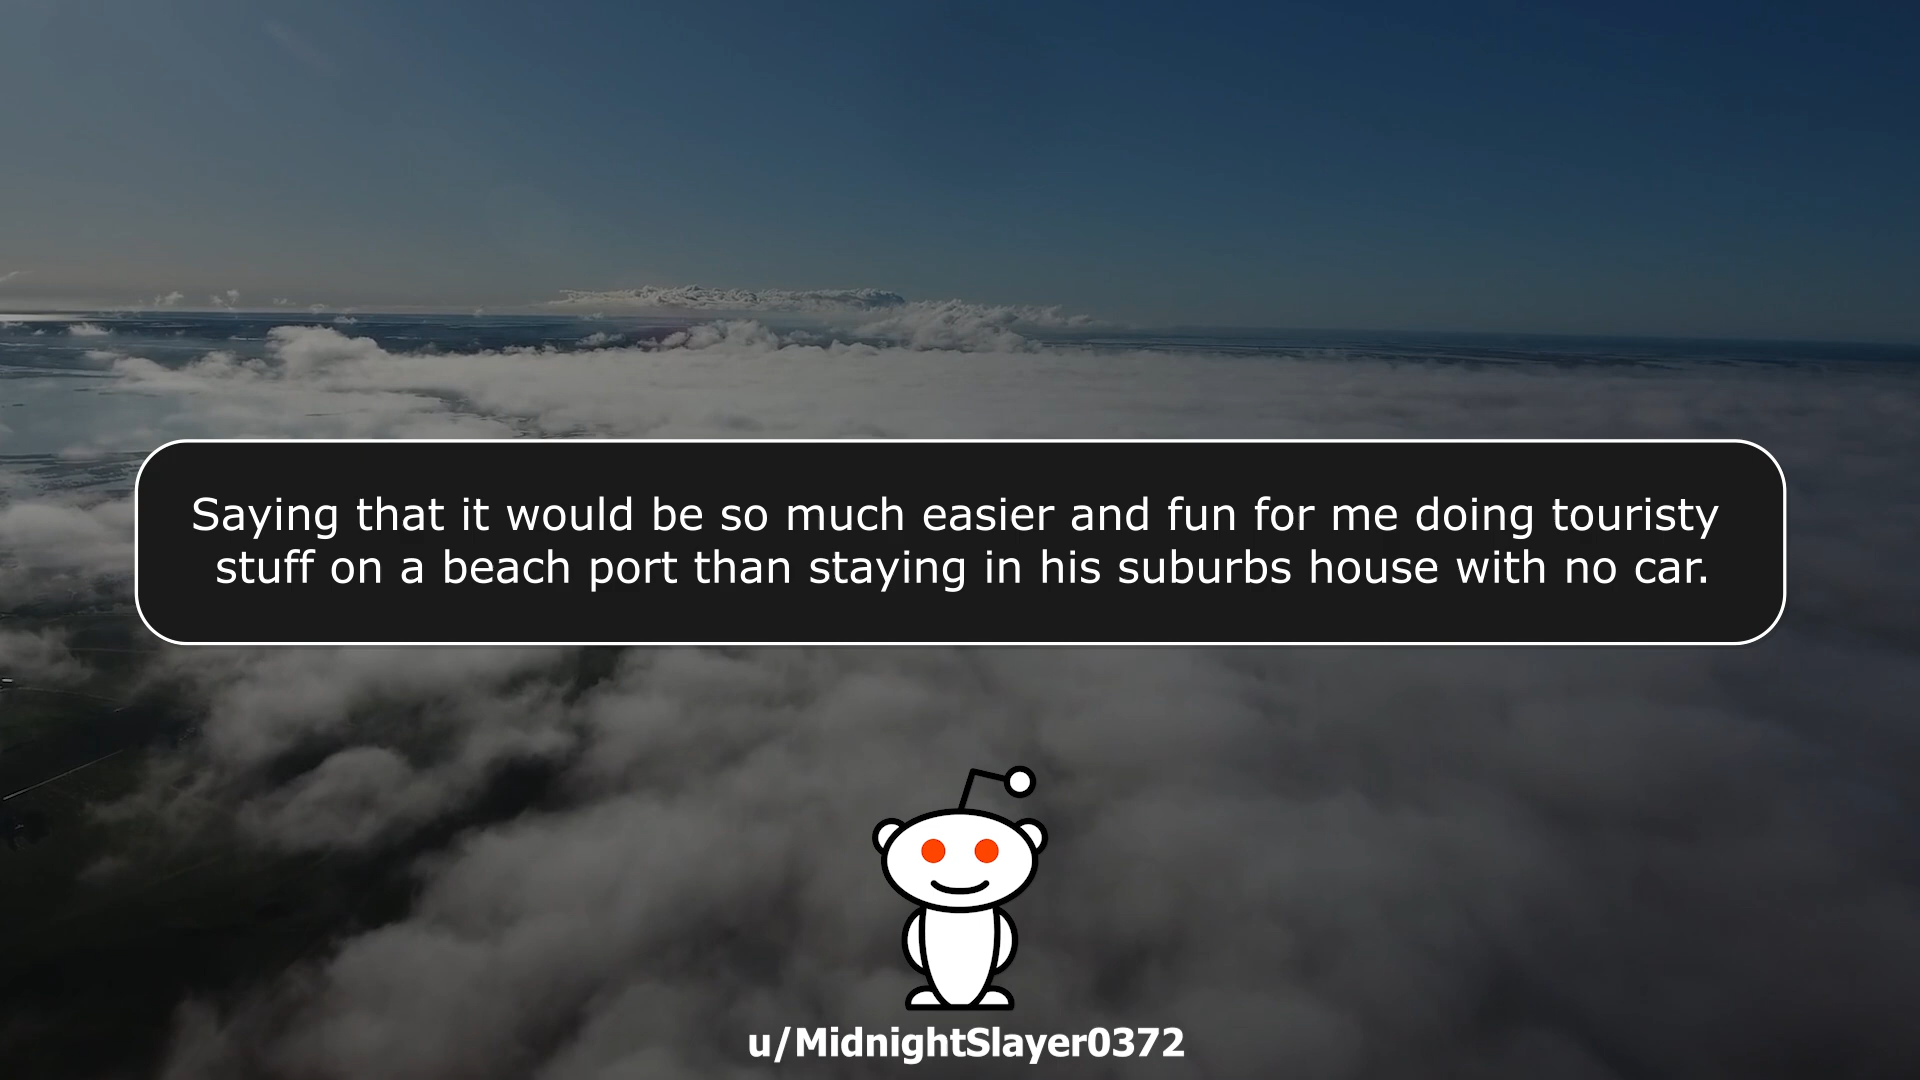 Saying that it would be so much easier and fun for me doing touristy
stuff on a beach port than staying in his suburbs house with no car.
u/MidnightSlayer0372